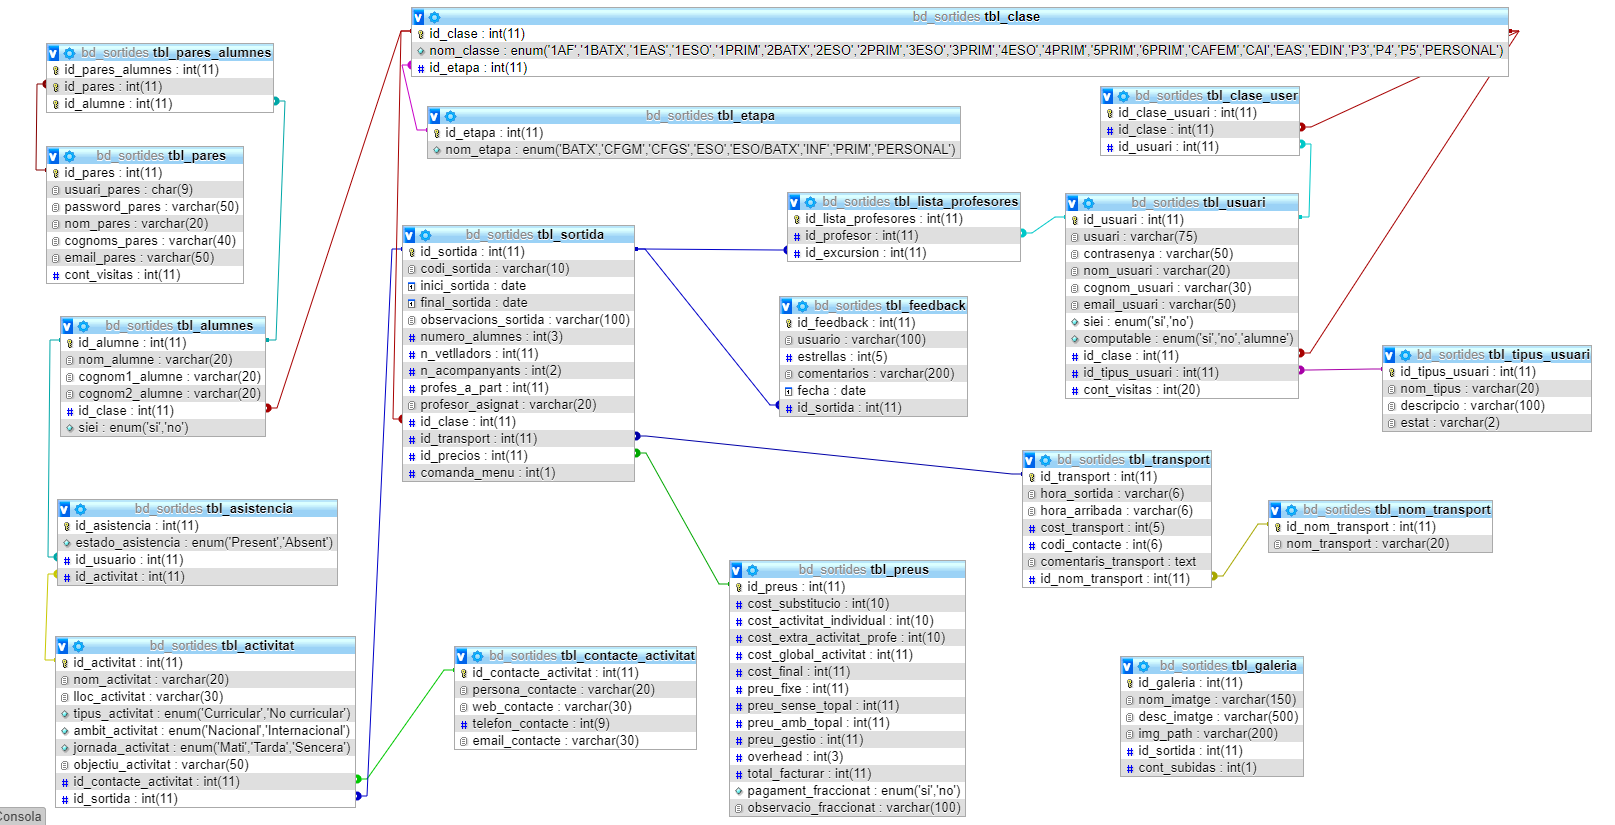 bd_sortides tbl_clase
id_clase : int(11)
nom_classe : enum('1AF','1BATX','1EAS','1ESO','1PRIM','2BATX','2ESO','2PRIM','3ESO','3PRIM','4ESO','4PRIM','5PRIM','6PRIM','CAFEM','CAI','EAS','EDIN','P3','P4','P5','PERSONAL')
id_etapa : int(11)
bd_sortides tbl_pares_alumnes
id_pares_alumnes : int(11)
id_pares : int(11)
id_alumne : int(11)
bd_sortides tbl_etapa
id_etapa : int(11)
nom_etapa : enum('BATX','CFGM','CFGS','ESO','ESO/BATX','INF','PRIM','PERSONAL')
bd_sortides tbl_clase_user
id_clase_usuari : int(11)
id_clase : int(11)
id_usuari : int(11)
bd_sortides tbl_pares
id_pares : int(11)
usuari_pares : char(9)
password_pares : varchar(50)
nom_pares : varchar(20)
cognoms_pares : varchar(40)
email_pares : varchar(50)
cont_visitas : int(11)
bd_sortides tbl_lista_profesores
id_lista_profesores : int(11)
id_profesor : int(11)
id_excursion : int(11)
bd_sortides tbl_usuari
id_usuari : int(11)
usuari : varchar(75)
contrasenya : varchar(50)
nom_usuari : varchar(20)
cognom_usuari : varchar(30)
email_usuari : varchar(50)
siei : enum('si','no')
computable : enum('si','no','alumne')
id_clase : int(11)
id_tipus_usuari : int(11)
cont_visitas : int(20)
bd_sortides tbl_sortida
id_sortida : int(11)
codi_sortida : varchar(10)
inici_sortida : date
final_sortida : date
observacions_sortida : varchar(100)
numero_alumnes : int(3)
n_vetlladors : int(11)
n_acompanyants : int(2)
profes_a_part : int(11)
profesor_asignat : varchar(20)
id_clase : int(11)
id_transport : int(11)
id_precios : int(11)
comanda_menu : int(1)
bd_sortides tbl_feedback
id_feedback : int(11)
usuario : varchar(100)
estrellas : int(5)
comentarios : varchar(200)
fecha : date
id_sortida : int(11)
bd_sortides tbl_alumnes
id_alumne : int(11)
nom_alumne : varchar(20)
cognom1_alumne : varchar(20)
cognom2_alumne : varchar(20)
id_clase : int(11)
siei : enum('si','no')
bd_sortides tbl_tipus_usuari
id_tipus_usuari : int(11)
nom_tipus : varchar(20)
descripcio : varchar(100)
estat : varchar(2)
bd_sortides tbl_transport
id_transport : int(11)
hora_sortida : varchar(6)
hora_arribada : varchar(6)
cost_transport : int(5)
codi_contacte : int(6)
comentaris_transport : text
id_nom_transport : int(11)
bd_sortides tbl_nom_transport
id_nom_transport : int(11)
nom_transport : varchar(20)
bd_sortides tbl_asistencia
id_asistencia : int(11)
estado_asistencia : enum('Present','Absent')
id_usuario : int(11)
id_activitat : int(11)
bd_sortides tbl_preus
id_preus : int(11)
cost_substitucio : int(10)
cost_activitat_individual : int(10)
cost_extra_activitat_profe : int(10)
cost_global_activitat : int(11)
cost_final : int(11)
preu_fixe : int(11)
preu_sense_topal : int(11)
preu_amb_topal : int(11)
preu_gestio : int(11)
overhead : int(3)
total_facturar : int(11)
pagament_fraccionat : enum('si','no')
observacio_fraccionat : varchar(100)
bd_sortides tbl_activitat
id_activitat : int(11)
nom_activitat : varchar(20)
lloc_activitat : varchar(30)
tipus_activitat : enum('Curricular','No curricular')
ambit_activitat : enum('Nacional','Internacional')
jornada_activitat : enum('Mati','Tarda','Sencera')
objectiu_activitat : varchar(50)
id_contacte_activitat : int(11)
id_sortida : int(11)
bd_sortides tbl_contacte_activitat
id_contacte_activitat : int(11)
persona_contacte : varchar(20)
web_contacte : varchar(30)
telefon_contacte : int(9)
email_contacte : varchar(30)
bd_sortides tbl_galeria
id_galeria : int(11)
nom_imatge : varchar(150)
desc_imatge : varchar(500)
img_path : varchar(200)
id_sortida : int(11)
cont_subidas : int(1)
Consola